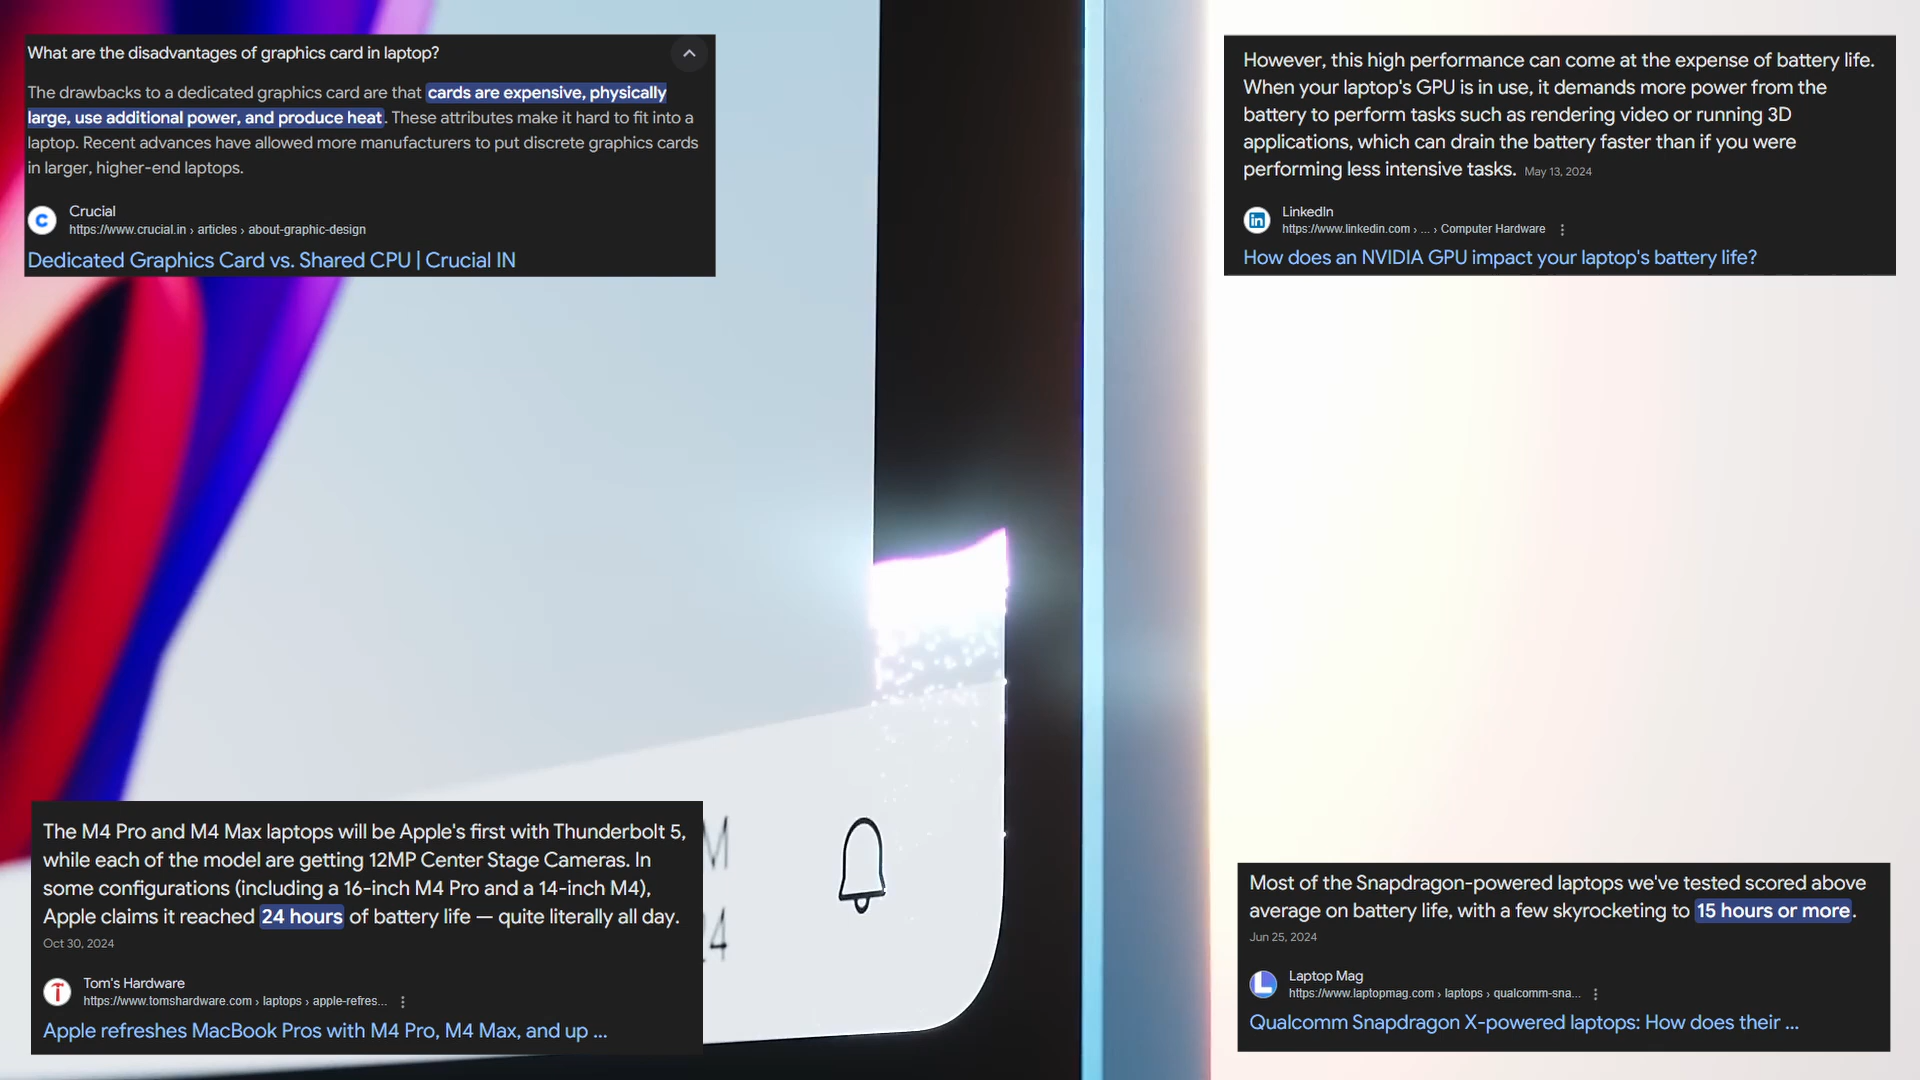 What are the disadvantages of graphics card in laptop?
The drawbacks to a dedicated graphics card are that cards are expensive, physically
large, use additional power, and produce heat. These attributes make it hard to fit into a
laptop. Recent advances have allowed more manufacturers to put discrete graphics cards
in larger, higher-end laptops.
Crucial
https://www.crucial.in › articles › about-graphic-design
Dedicated Graphics Card vs. Shared CPU | Crucial IN
However, this high performance can come at the expense of battery life.
When your laptop's GPU is in use, it demands more power from the
battery to perform tasks such as rendering video or running 3D
applications, which can drain the battery faster than if you were
performing less intensive tasks. May 13, 2024
LinkedIn
https://www.linkedin.com › ... › Computer Hardware
How does an NVIDIA GPU impact your laptop's battery life?
The M4 Pro and M4 Max laptops will be Apple's first with Thunderbolt 5,
while each of the model are getting 12MP Center Stage Cameras. In
some configurations (including a 16-inch M4 Pro and a 14-inch M4),
Apple claims it reached 24 hours of battery life — quite literally all day.
Oct 30, 2024
Tom's Hardware
https://www.tomshardware.com › laptops › apple-refres...
Apple refreshes MacBook Pros with M4 Pro, M4 Max, and up ...
M
24
Most of the Snapdragon-powered laptops we've tested scored above
average on battery life, with a few skyrocketing to 15 hours or more.
Jun 25, 2024
Laptop Mag
https://www.laptopmag.com › laptops › qualcomm-sna...
Qualcomm Snapdragon X-powered laptops: How does their ...